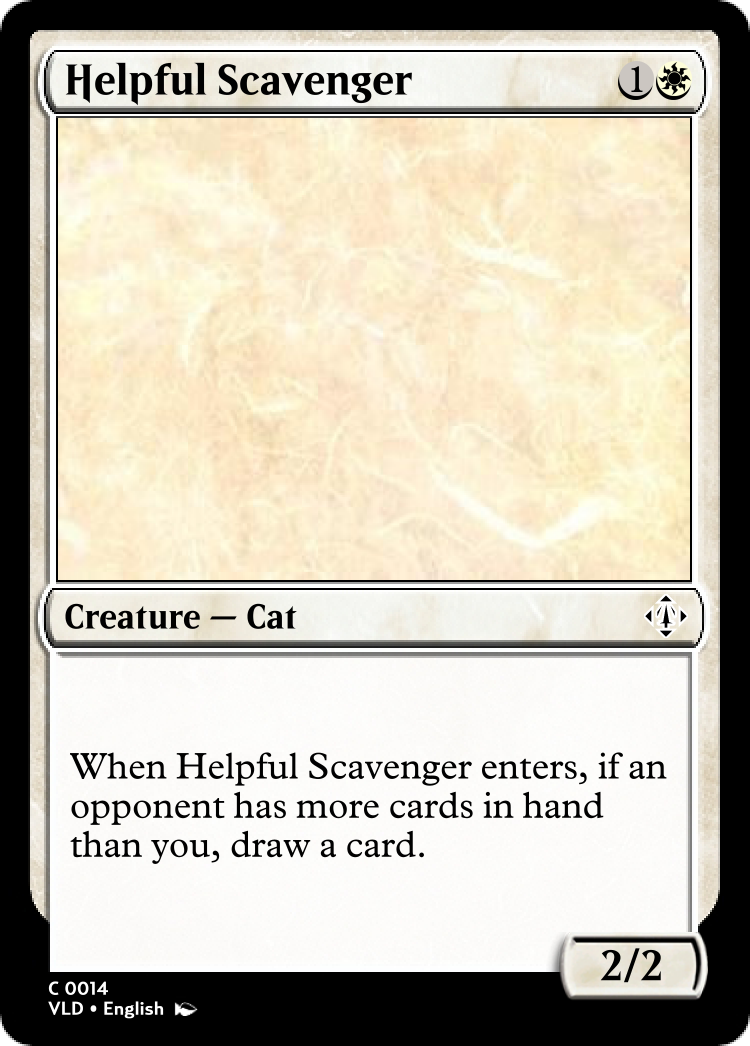 Helpful Scavenger 1
Creature — Cat
When Helpful Scavenger enters, if an
opponent has more cards in hand
than you, draw a card.
2/2
C 0014
VLD • English